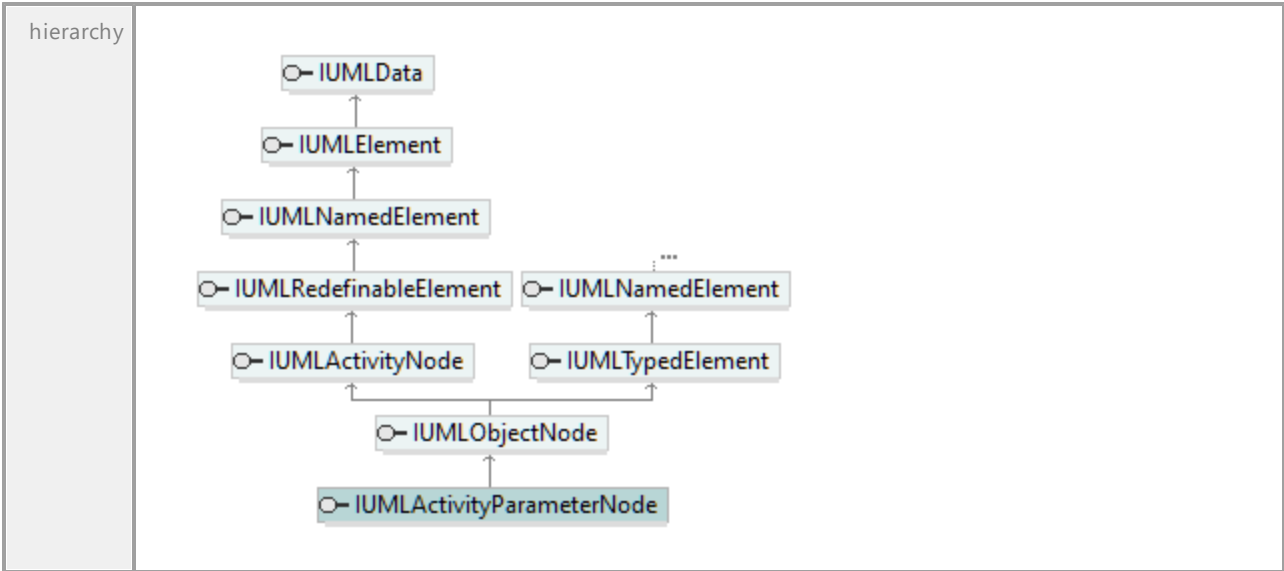 hierarchy
IUMLData
IUMLElement
IUMLNamedElement
...
IUMLRedefinableElement
IUMLNamedElement
IUMLActivityNode
IUMLTypedElement
IUMLObjectNode
IUMLActivityParameterNode